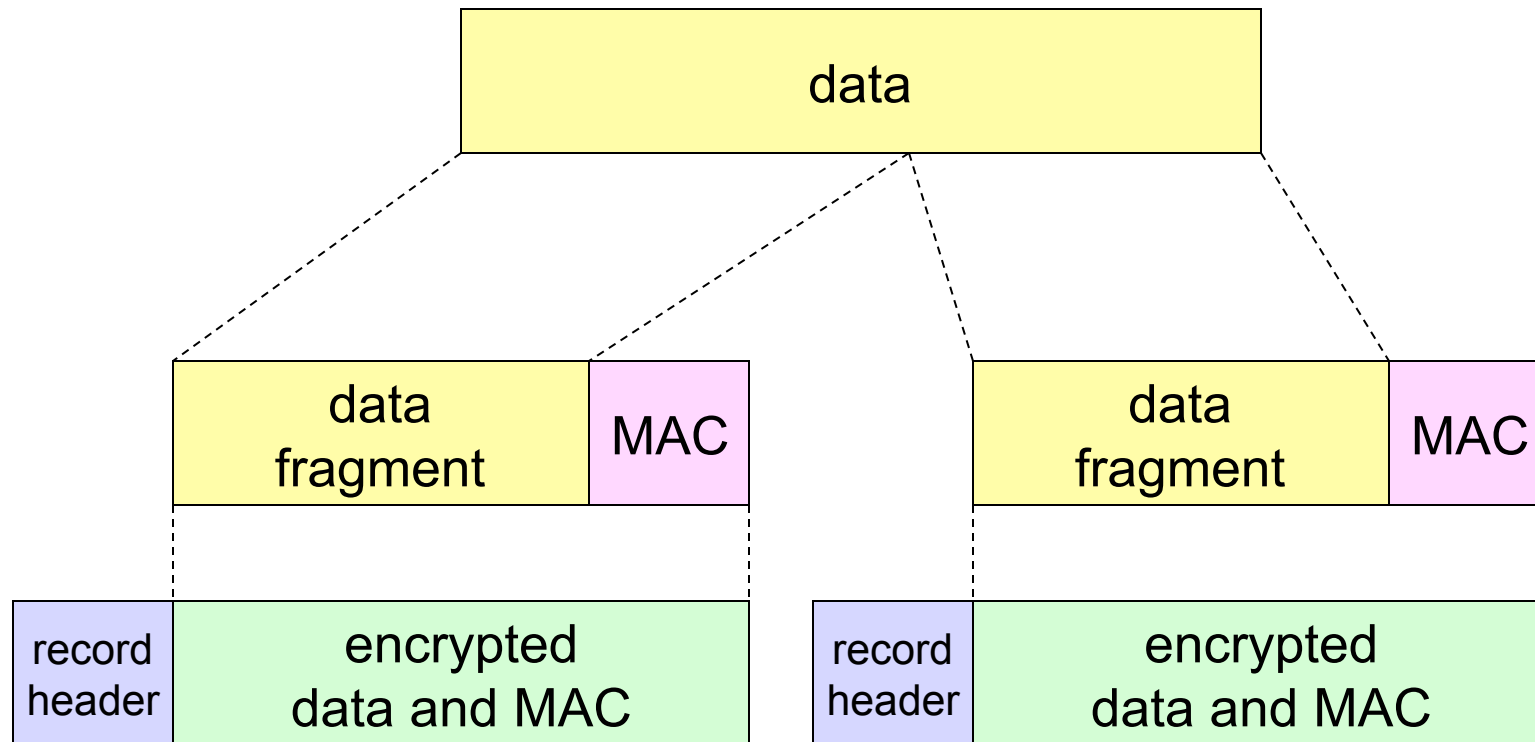 data
data
fragment
MAC
data
fragment
MAC
record
header
encrypted
data and MAC
record
header
encrypted
data and MAC